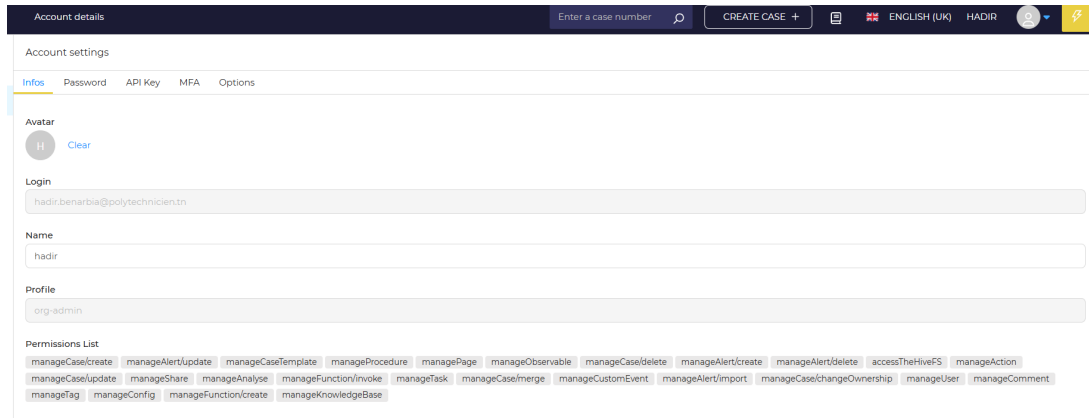 Account details Enter a case number CREATE CASE + ENGLISH (UK) HADIR
Account settings
Infos Password API Key MFA Options
Avatar
H Clear
Login
hadir.benarbia@polytechnicien.tn
Name
hadir
Profile
org-admin
Permissions List
manageCase/create manageAlert/update manageCaseTemplate manageProcedure managePage manageObservable manageCase/delete manageAlert/create manageAlert/delete accessTheHiveFS manageAction
manageCase/update manageShare manageAnalyse manageFunction/invoke manageTask manageCase/merge manageCustomEvent manageAlert/import manageCase/changeOwnership manageUser manageComment
manageTag manageConfig manageFunction/create manageKnowledgeBase